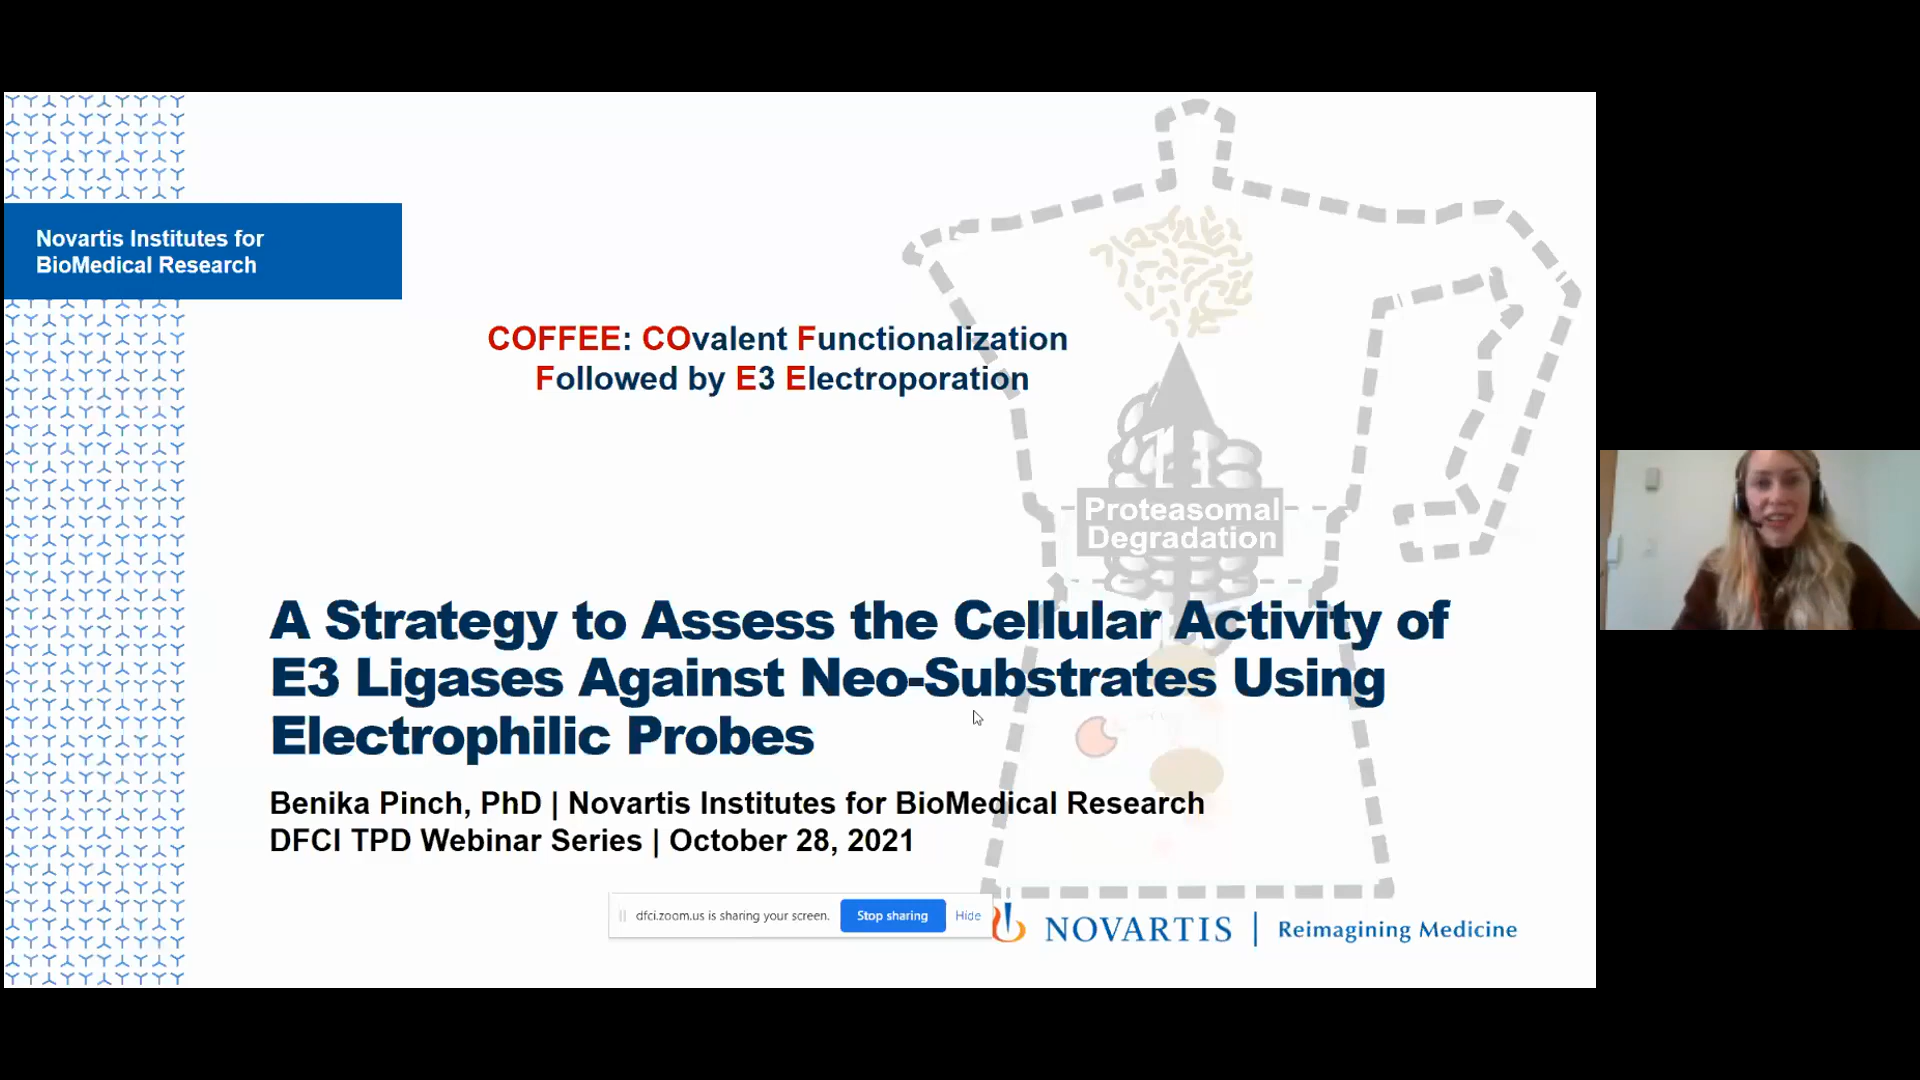 Novartis Institutes for
BioMedical Research
COFFEE: COvalent Functionalization
Followed by E3 Electroporation
Proteasomal
Degradation
A Strategy to Assess the Cellular Activity of
E3 Ligases Against Neo-Substrates Using
Electrophilic Probes
Benika Pinch, PhD | Novartis Institutes for BioMedical Research
DFCI TPD Webinar Series | October 28, 2021
dfci.zoom.us is sharing your screen. Stop sharing Hide
NOVARTIS | Reimagining Medicine